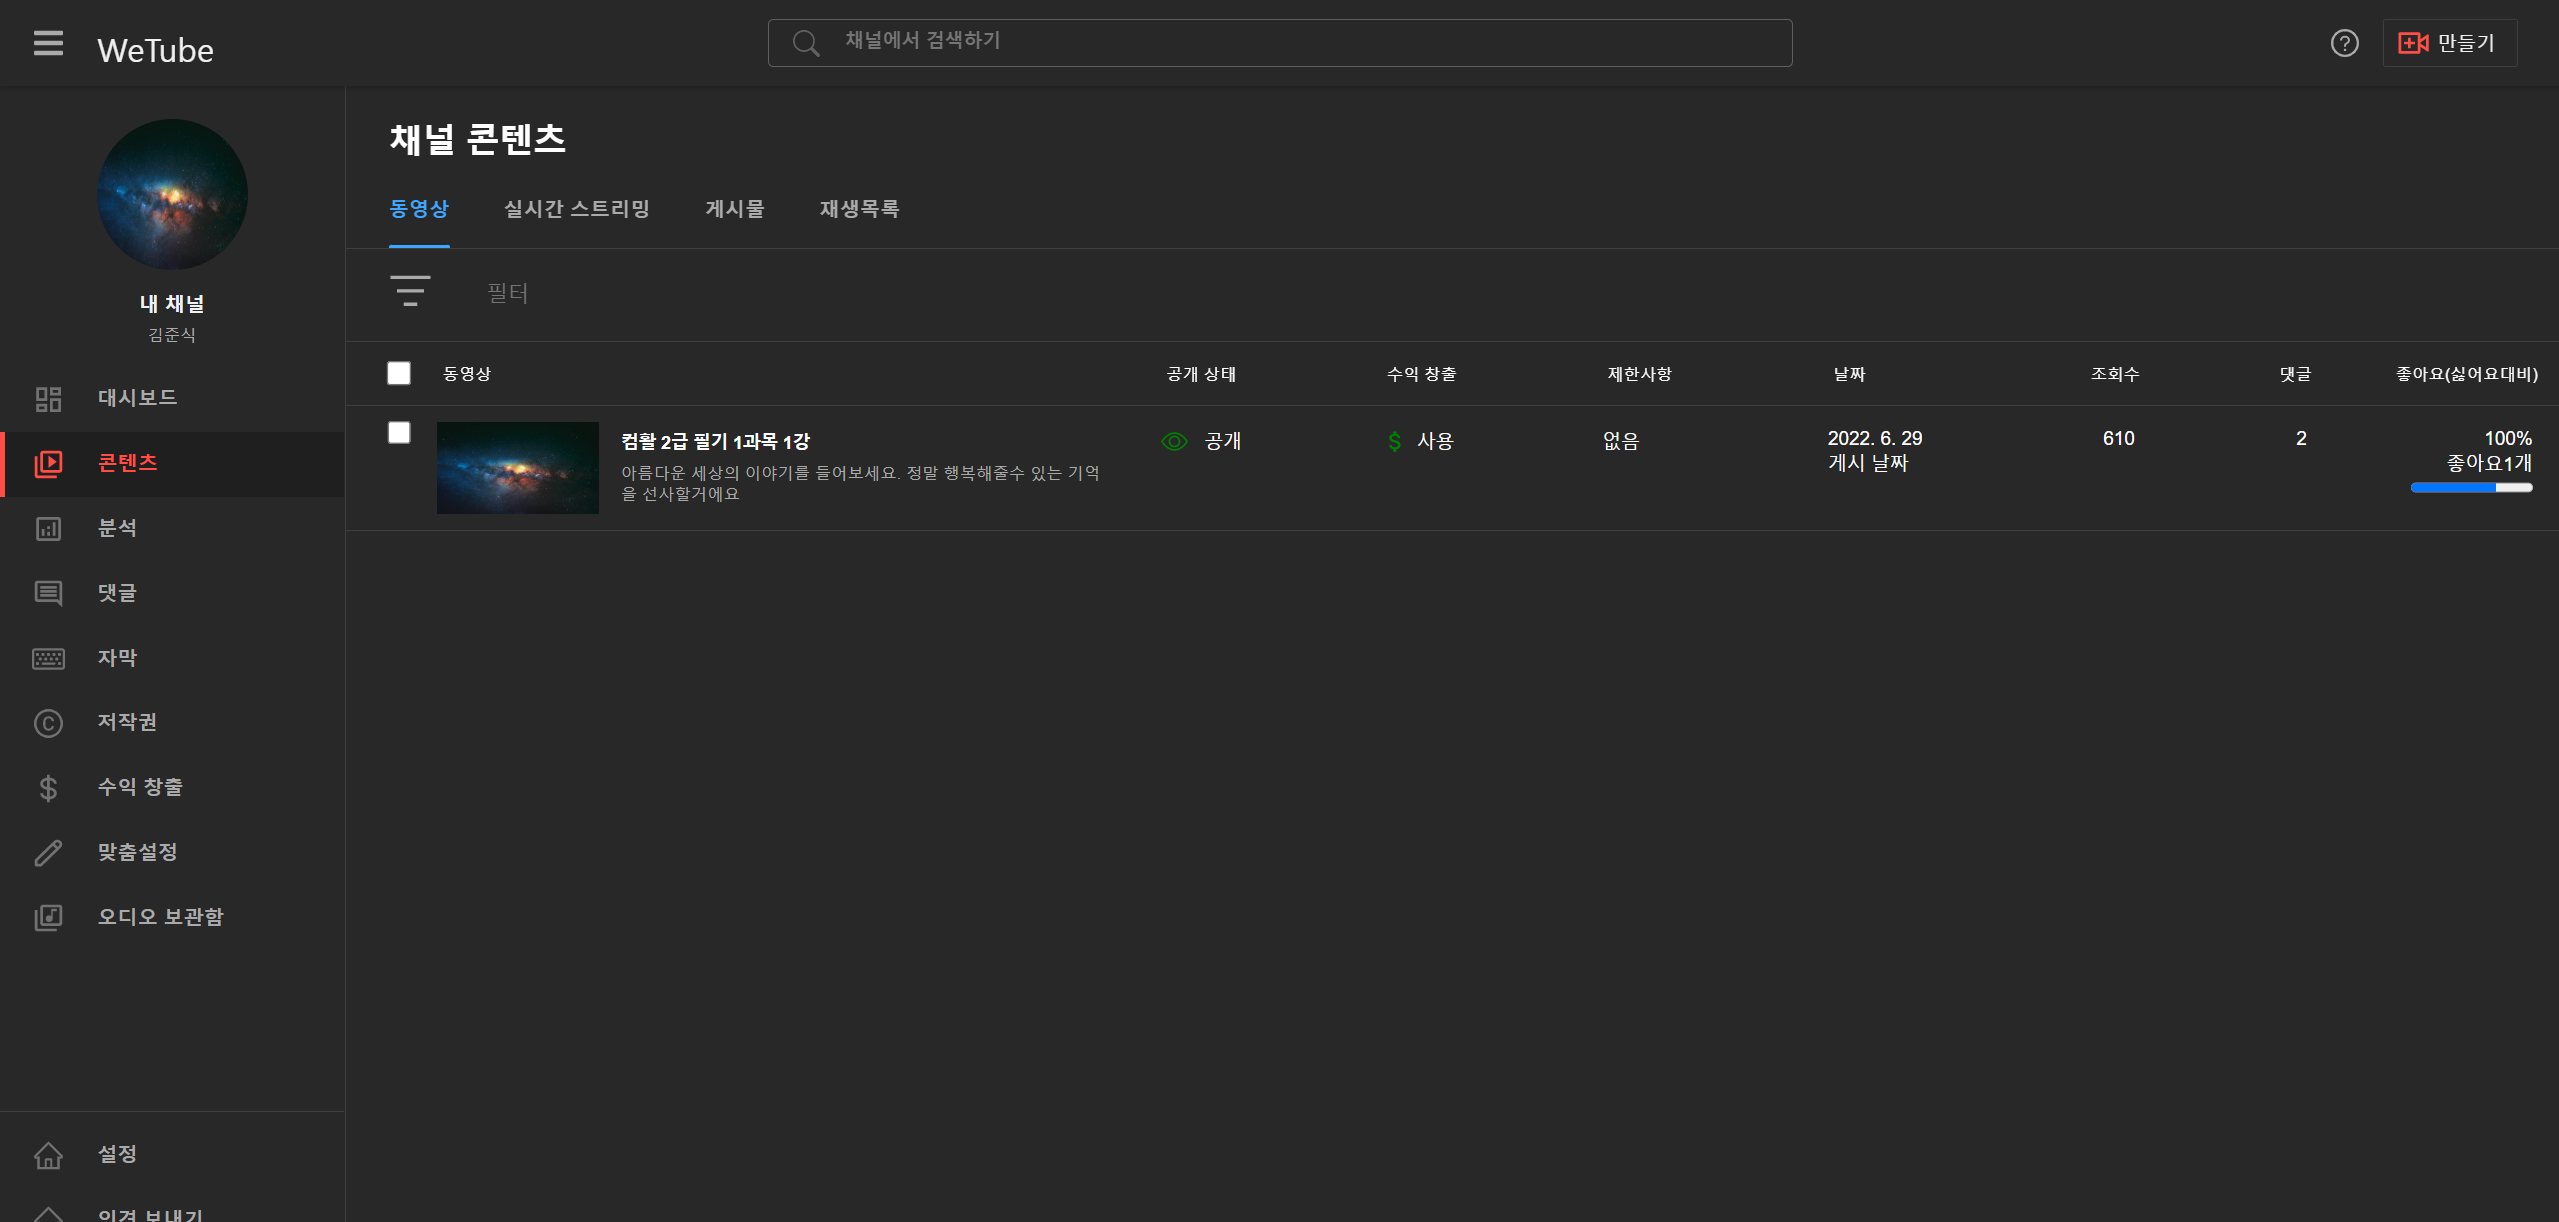 WeTube
채널에서 검색하기
만들기
내 채널
김준식
대시보드
콘텐츠
분석
댓글
자막
저작권
수익 창출
맞춤설정
오디오 보관함
설정
의견 보내기
채널 콘텐츠
동영상 실시간 스트리밍 게시물 재생목록
필터
동영상 공개 상태 수익 창출 제한사항 날짜 조회수 댓글 좋아요(싫어요대비)
컴활 2급 필기 1과목 1강
아름다운 세상의 이야기를 들어보세요. 정말 행복해줄수 있는 기억
을 선사할거에요
공개
사용
없음
2022. 6. 29
게시 날짜
610
2
100%
좋아요1개